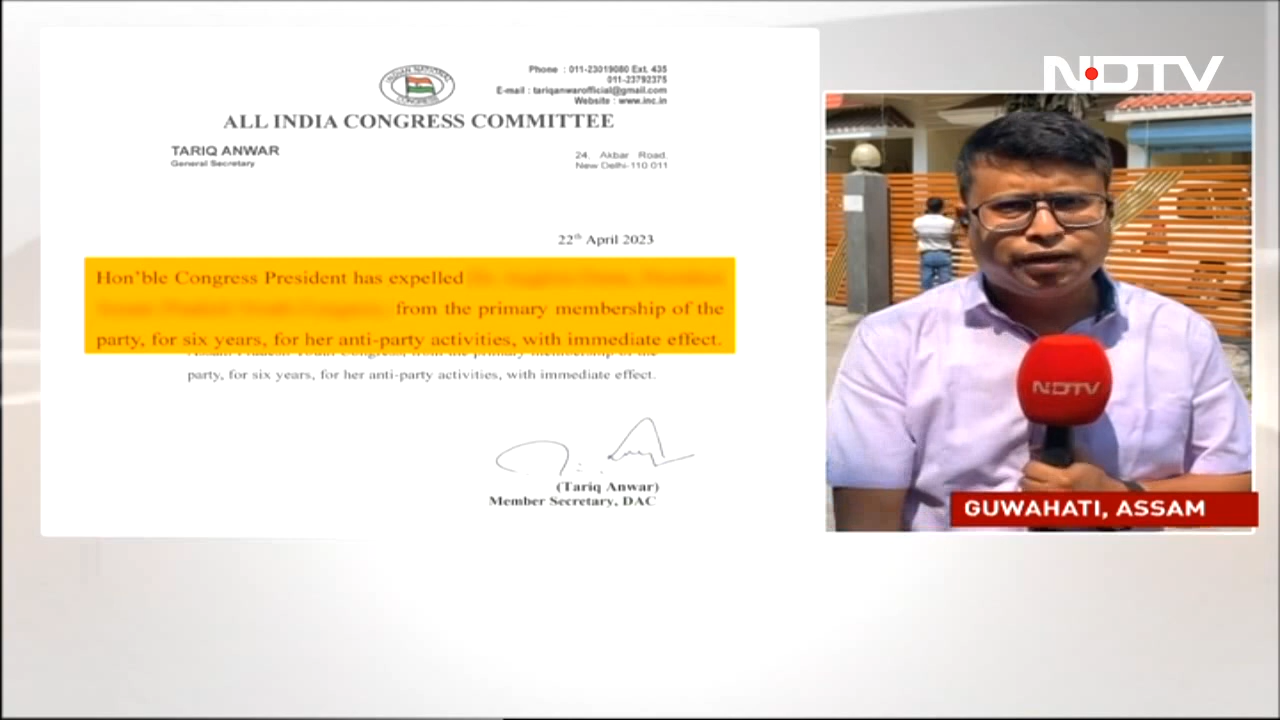 NDTV
INDIAN NATIONAL
CONGRESS
Phone : 011-23019080 Ext. 435
011-23792375
E-mail : tariqanwarofficial@gmail.com
Website : www.inc.in
ALL INDIA CONGRESS COMMITTEE
TARIQ ANWAR
General Secretary
24, Akbar Road,
New Delhi-110 011
22th April 2023
Hon'ble Congress President has expelled
from the primary membership of the
party, for six years, for her anti-party activities, with immediate effect.
party, for six years, for her anti-party activities, with immediate effect.
(Tariq Anwar)
Member Secretary, DAC
NDTV
GUWAHATI, ASSAM